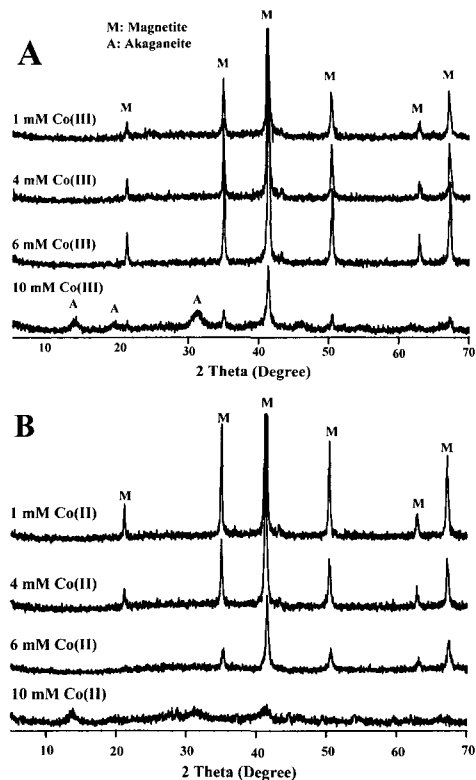 M: Magnetite
A: Akaganeite
A
M
M
M
M
M
M
1 mM Co(III)
4 mM Co(III)
6 mM Co(III)
10 mM Co(III)
A
A
A
10 20 30 40 50 60 70
2 Theta (Degree)
B
M
M
M
M
M
M
1 mM Co(II)
4 mM Co(II)
6 mM Co(II)
10 mM Co(II)
10 20 30 40 50 60 70
2 Theta (Degree)